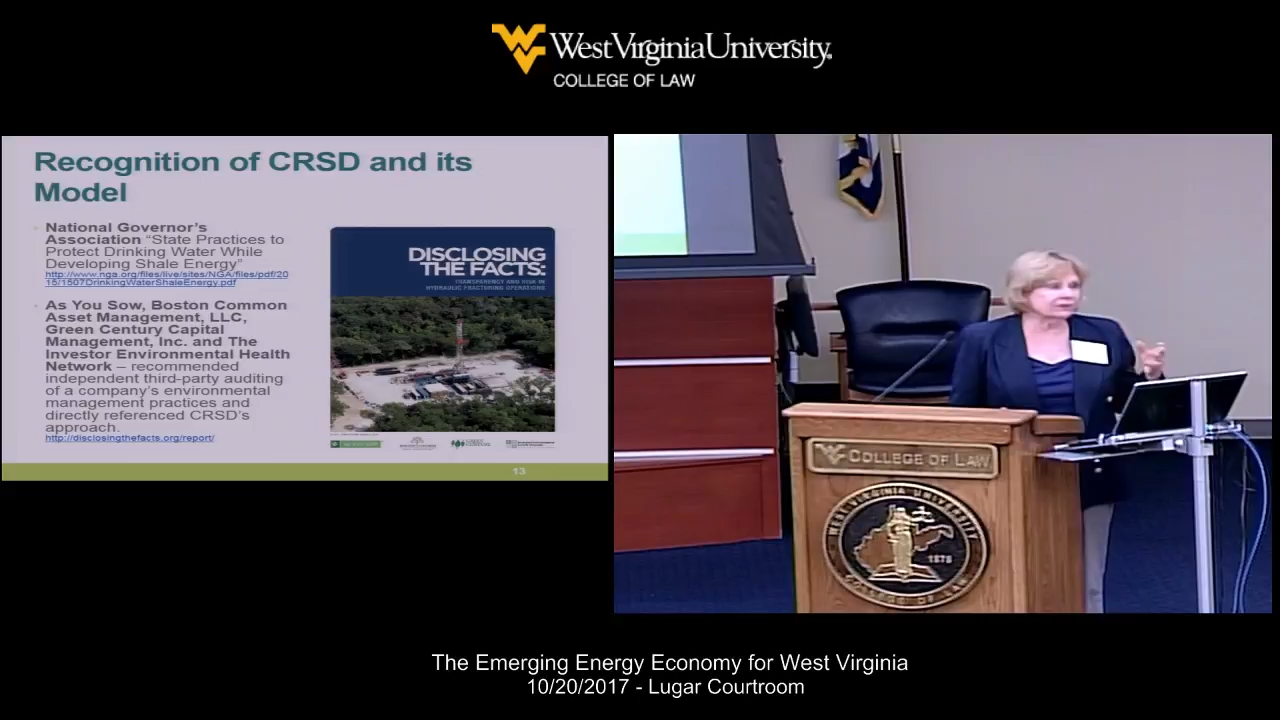 WestVirginiaUniversity.
COLLEGE OF LAW
Recognition of CRSD and its
Model
National Governor's
Association "State Practices to
Protect Drinking Water While
Developing Shale Energy"
http://www.nga.org/files/live/sites/NGA/files/pdf/20
15/1507DrinkingWaterShaleEnergy.pdf
As You Sow, Boston Common
Asset Management, LLC,
Green Century Capital
Management, Inc. and The
Investor Environmental Health
Network – recommended
independent third-party auditing
of a company's environmental
management practices and
directly referenced CRSD's
approach.
http://disclosingthefacts.org/report/
DISCLOSING
THE FACTS:
TRANSPARENCY AND RISK IN
HYDRAULIC FRACTURING OPERATIONS
13
COLLEGE OF LAW
WEST VIRGINIA UNIVERSITY
1878
COLLEGE OF LAW
The Emerging Energy Economy for West Virginia
10/20/2017 - Lugar Courtroom